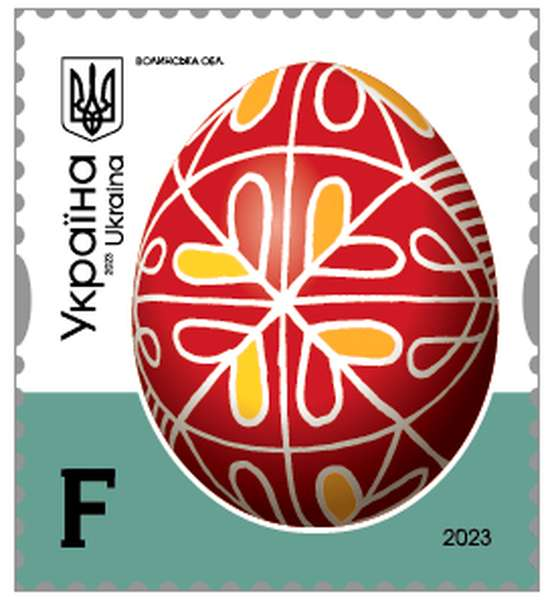 ВОЛИНСЬКА ОБЛ.
Україна
2023 Ukraina
F
2023